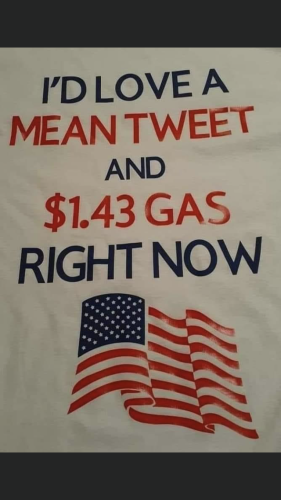 I'D LOVE A
MEAN TWEET
AND
$1.43 GAS
RIGHT NOW